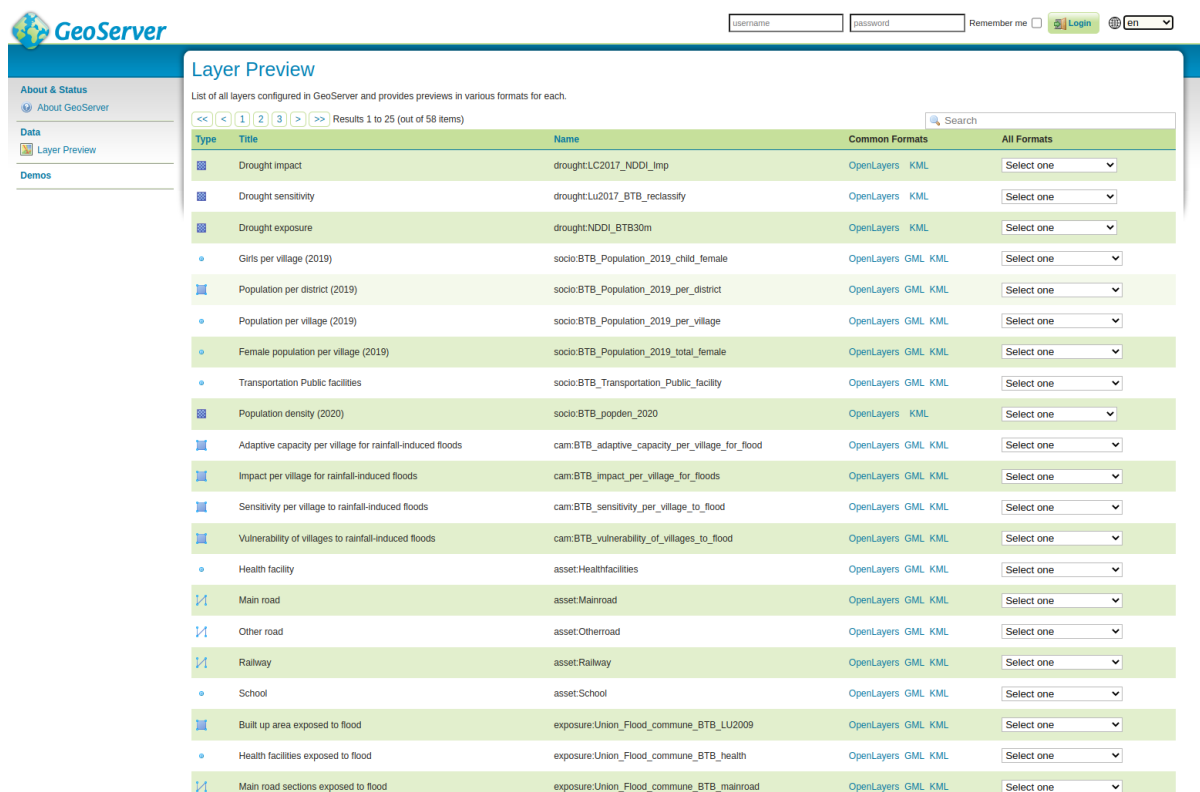 GeoServer
username password Remember me Login en
Layer Preview
About & Status
List of all layers configured in GeoServer and provides previews in various formats for each.
About GeoServer
<< < 1 2 3 > >> Results 1 to 25 (out of 58 items) Search
Data
Type Title Name Common Formats All Formats
Layer Preview
Drought impact drought:LC2017_NDDI_Imp OpenLayers KML Select one
Demos
Drought sensitivity drought:Lu2017_BTB_reclassify OpenLayers KML Select one
Drought exposure drought:NDDI_BTB30m OpenLayers KML Select one
Girls per village (2019) socio:BTB_Population_2019_child_female OpenLayers GML KML Select one
Population per district (2019) socio:BTB_Population_2019_per_district OpenLayers GML KML Select one
Population per village (2019) socio:BTB_Population_2019_per_village OpenLayers GML KML Select one
Female population per village (2019) socio:BTB_Population_2019_total_female OpenLayers GML KML Select one
Transportation Public facilities socio:BTB_Transportation_Public_facility OpenLayers GML KML Select one
Population density (2020) socio:BTB_popden_2020 OpenLayers KML Select one
Adaptive capacity per village for rainfall-induced floods cam:BTB_adaptive_capacity_per_village_for_flood OpenLayers GML KML Select one
Impact per village for rainfall-induced floods cam:BTB_impact_per_village_for_floods OpenLayers GML KML Select one
Sensitivity per village to rainfall-induced floods cam:BTB_sensitivity_per_village_to_flood OpenLayers GML KML Select one
Vulnerability of villages to rainfall-induced floods cam:BTB_vulnerability_of_villages_to_flood OpenLayers GML KML Select one
Health facility asset:Healthfacilities OpenLayers GML KML Select one
Main road asset:Mainroad OpenLayers GML KML Select one
Other road asset:Otherroad OpenLayers GML KML Select one
Railway asset:Railway OpenLayers GML KML Select one
School asset:School OpenLayers GML KML Select one
Built up area exposed to flood exposure:Union_Flood_commune_BTB_LU2009 OpenLayers GML KML Select one
Health facilities exposed to flood exposure:Union_Flood_commune_BTB_health OpenLayers GML KML Select one
Main road sections exposed to flood exposure:Union_Flood_commune_BTB_mainroad OpenLayers GML KML Select one